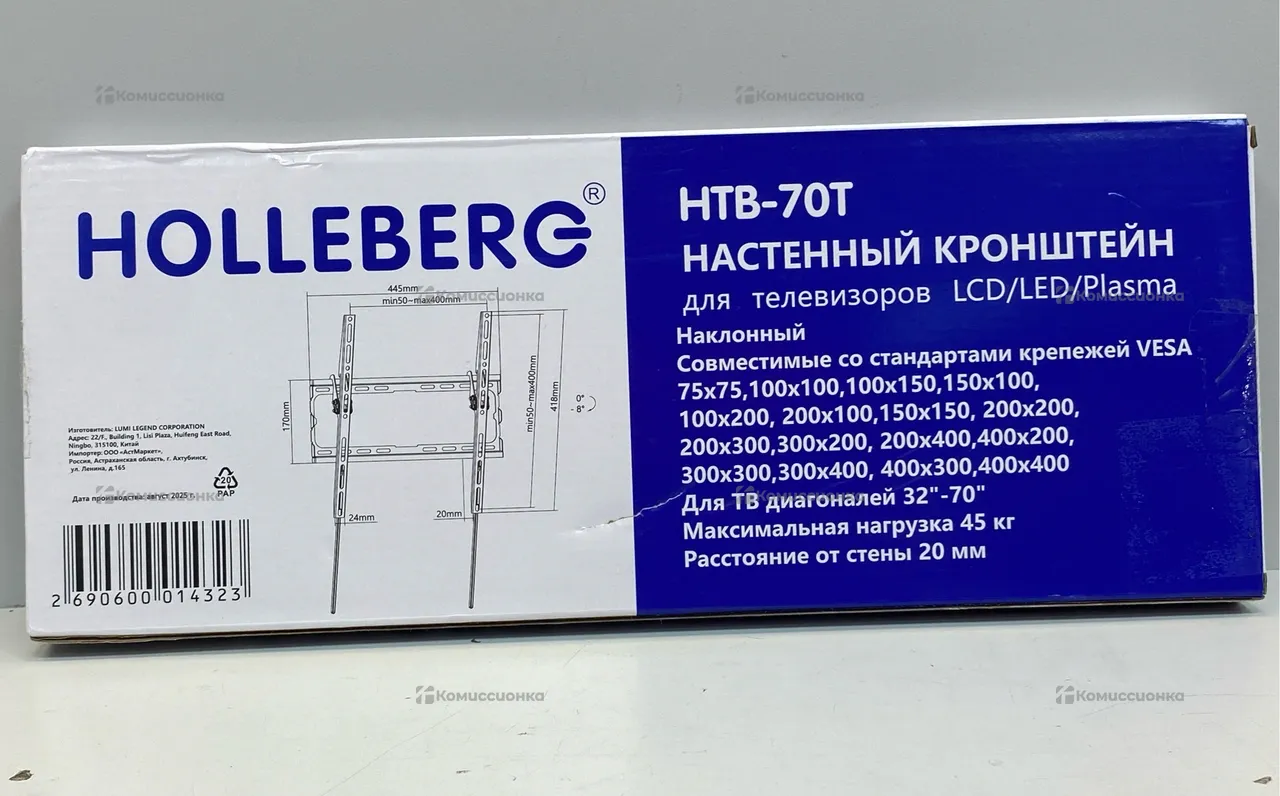 HOLLEBERG®
445mm
min50~max400mm
170mm
min50~max400mm
418mm
0°
- 8°
24mm
20mm
Изготовитель: LUMI LEGEND CORPORATION
Адрес: 22/F., Building 1, Lisi Plaza, Huifeng East Road,
Ningbo, 315100, Китай
Импортер: ООО «АстМаркет»,
Россия, Астраханская область, г. Ахтубинск,
ул. Ленина, д.165
20
PAP
Дата производства: август 2025 г.
2 690600 014323
HTB-70T
НАСТЕННЫЙ КРОНШТЕЙН
для телевизоров LCD/LED/Plasma
Наклонный
Совместимые со стандартами крепежей VESA
75x75,100x100,100x150,150x100,
100x200, 200x100,150x150, 200x200,
200x300,300x200, 200x400,400x200,
300x300,300x400, 400x300,400x400
Для ТВ диагоналей 32"-70"
Максимальная нагрузка 45 кг
Расстояние от стены 20 мм
Комиссионка
Комиссионка
Комиссионка
Комиссионка
Комиссионка
Комиссионка
Комиссионка
Комиссионка